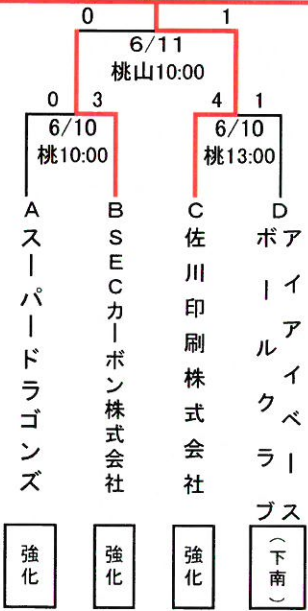 0 1
6/11
桃山10:00
0 3 4 1
6/10 6/10
桃10:00 桃13:00
A B C D
スーパードラゴンズ
SECカーボン株式会社
佐川印刷株式会社
アイアイベース
ボールクラブ
強化
強化
強化
(下南)